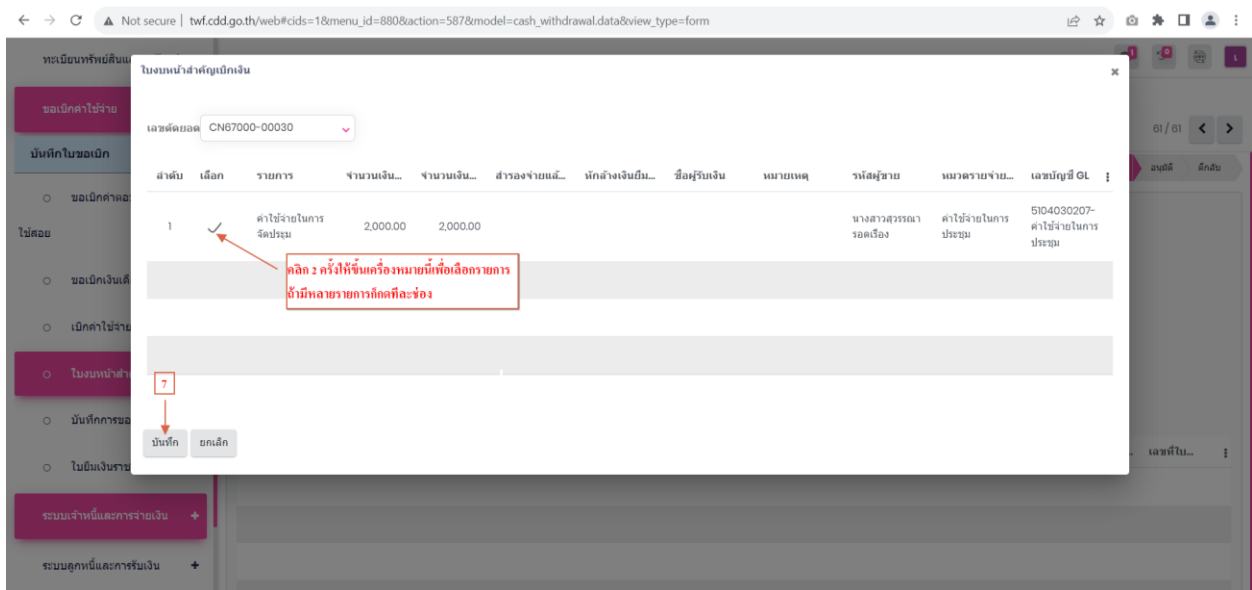 Not secure | twf.cdd.go.th/web#cids=1&menu_id=880&action=587&model=cash_withdrawal.data&view_type=form
ทะเบียนทรัพย์สินแ
ใบงบหน้าสำคัญเบิกเงิน
ขอเบิกค่าใช้จ่าย
เลขตัดยอด CN67000-00030
61 / 61
บันทึกใบขอเบิก
อนุมัติ ตีกลับ
ลำดับ เลือก รายการ จำนวนเงิน... จำนวนเงิน... สำรองจ่ายแล้... หักล้างเงินยืม... ชื่อผู้รับเงิน หมายเหตุ รหัสผู้ขาย หมวดรายจ่าย... เลขบัญชี GL
ขอเบิกค่าตอ
ใช้สอย
1 ค่าใช้จ่ายในการ 2,000.00 2,000.00 นางสาวสุวรรณา ค่าใช้จ่ายในการ 5104030207-
จัดประชุม รอดเรือง ประชุม ค่าใช้จ่ายในการ
ประชุม
คลิก 2 ครั้งให้ขึ้นเครื่องหมายนี้เพื่อเลือกรายการ
ถ้ามีหลายรายการก็กดทีละช่อง
ขอเบิกเงินเดื
เบิกค่าใช้จ่าย
ใบงบหน้าสำ
7
บันทึกการขอ
บันทึก ยกเลิก
เลขที่ใบ...
ใบยืมเงินราช
ระบบเจ้าหนี้และการจ่ายเงิน +
ระบบลูกหนี้และการรับเงิน +